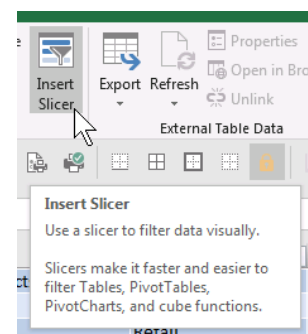 Properties
Open in Bro
Unlink
Insert
Slicer
Export
Refresh
External Table Data
Insert Slicer
Use a slicer to filter data visually.
Slicers make it faster and easier to
filter Tables, PivotTables,
PivotCharts, and cube functions.
ct
Retail